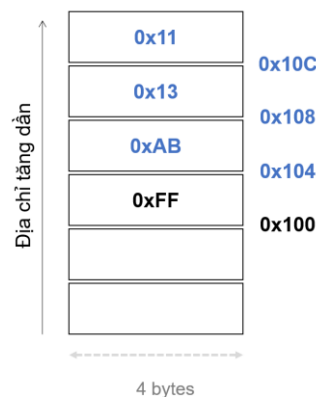 0x11
0x10C
0x13
0x108
0xAB
0x104
0xFF
0x100
Địa chỉ tăng dần
4 bytes